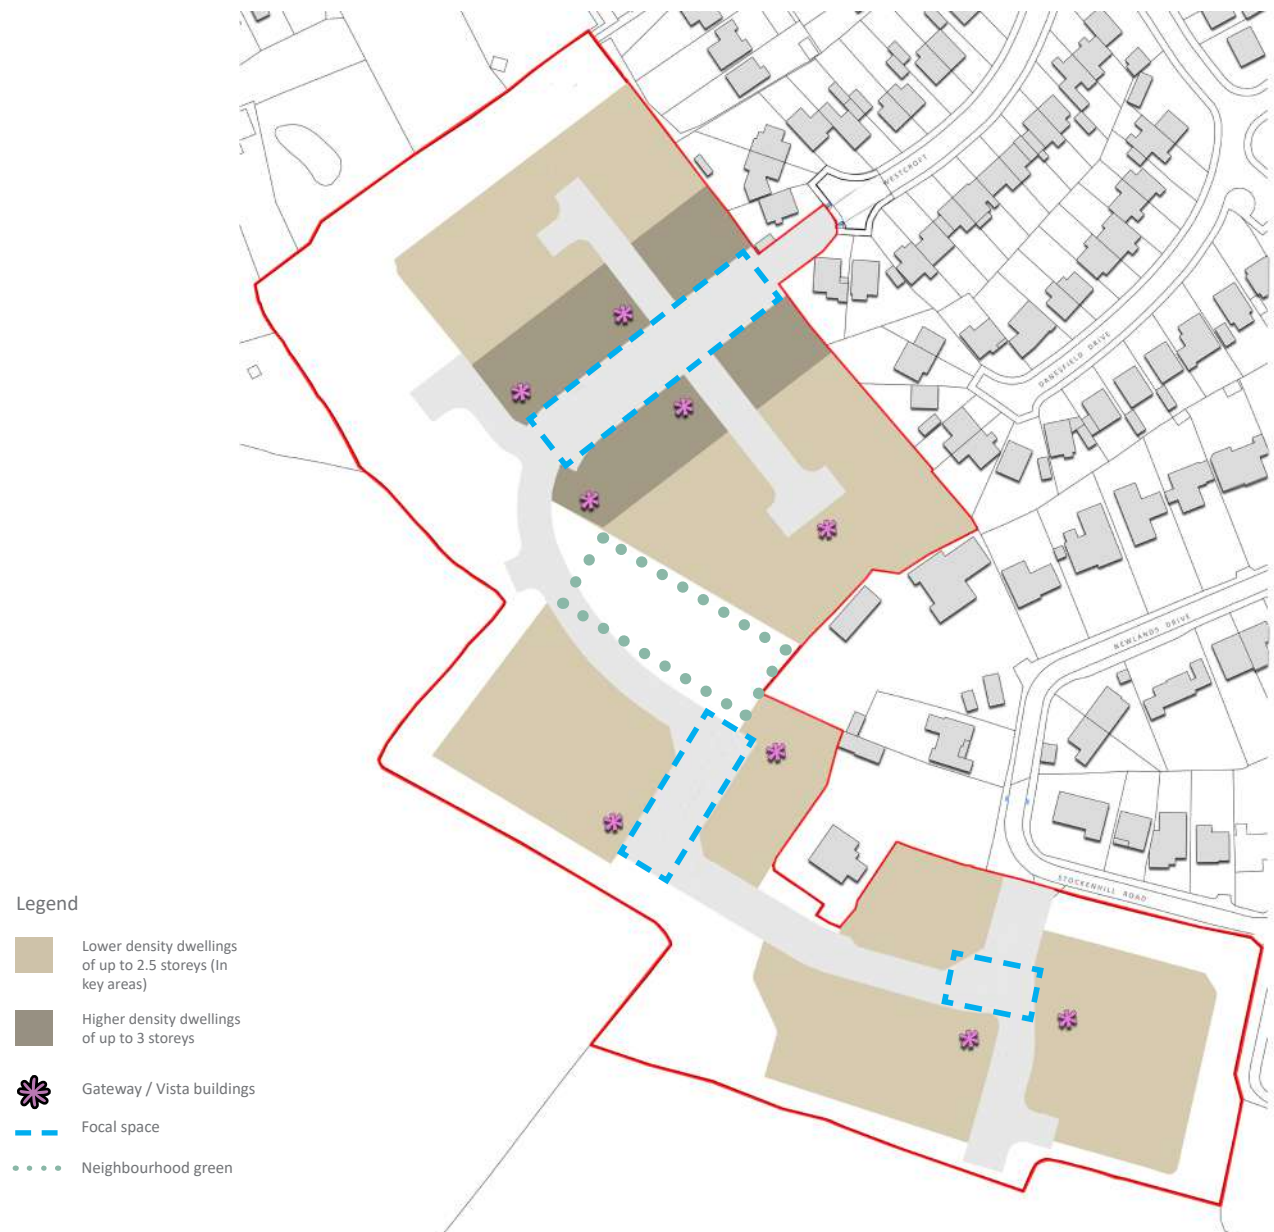 WESTCROFT
DANESFIELD DRIVE
NEWLANDS DRIVE
STOCKENHILL ROAD
Legend
Lower density dwellings
of up to 2.5 storeys (In
key areas)
Higher density dwellings
of up to 3 storeys
Gateway / Vista buildings
Focal space
Neighbourhood green